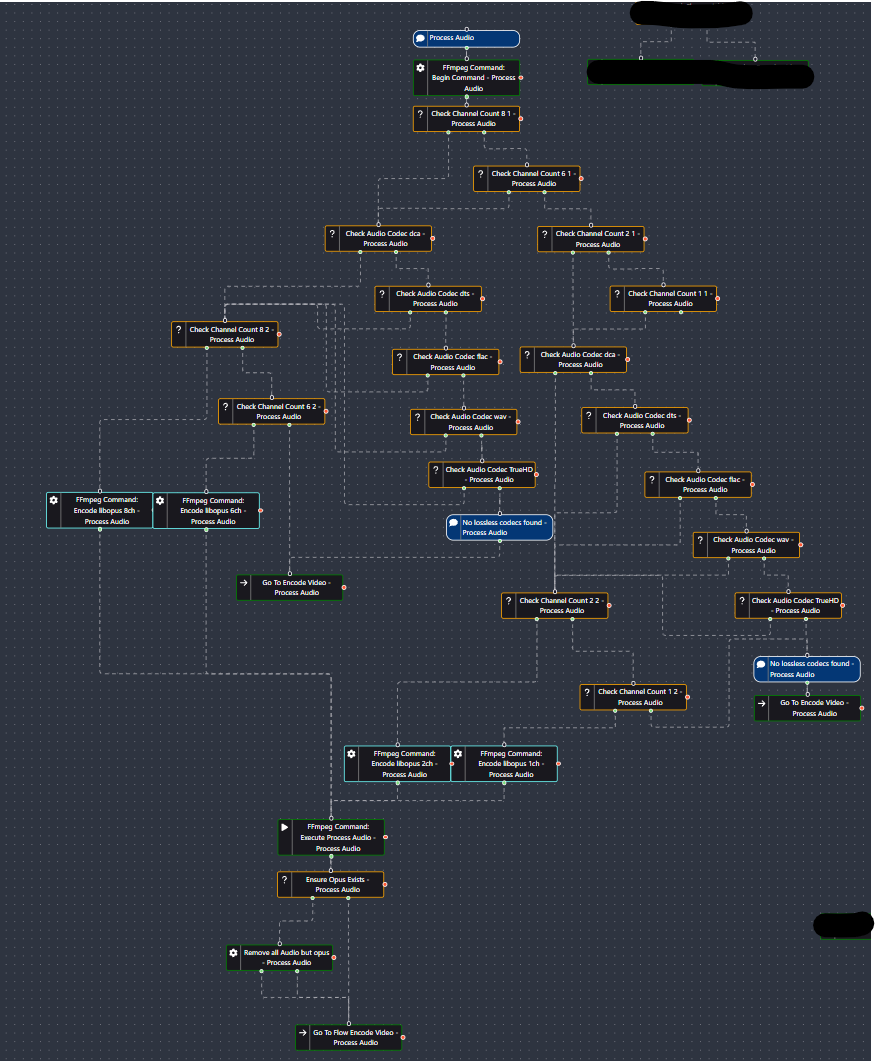 Process Audio
FFmpeg Command:
Begin Command - Process
Audio
Check Channel Count 8 1 -
Process Audio
Check Channel Count 6 1 -
Process Audio
Check Audio Codec dca -
Process Audio
Check Channel Count 2 1 -
Process Audio
Check Audio Codec dts -
Process Audio
Check Channel Count 1 1 -
Process Audio
Check Channel Count 8 2 -
Process Audio
Check Audio Codec flac -
Process Audio
Check Audio Codec dca -
Process Audio
Check Channel Count 6 2 -
Process Audio
Check Audio Codec wav -
Process Audio
Check Audio Codec dts -
Process Audio
Check Audio Codec TrueHD
- Process Audio
Check Audio Codec flac -
Process Audio
FFmpeg Command:
Encode libopus 8ch -
Process Audio
FFmpeg Command:
Encode libopus 6ch -
Process Audio
No lossless codecs found -
Process Audio
Check Audio Codec wav -
Process Audio
Go To Encode Video -
Process Audio
Check Channel Count 2 2 -
Process Audio
Check Audio Codec TrueHD
- Process Audio
No lossless codecs found -
Process Audio
Check Channel Count 1 2 -
Process Audio
Go To Encode Video -
Process Audio
FFmpeg Command:
Encode libopus 2ch -
Process Audio
FFmpeg Command:
Encode libopus 1ch -
Process Audio
FFmpeg Command:
Execute Process Audio -
Process Audio
Ensure Opus Exists -
Process Audio
Remove all Audio but opus
- Process Audio
Go To Flow Encode Video -
Process Audio